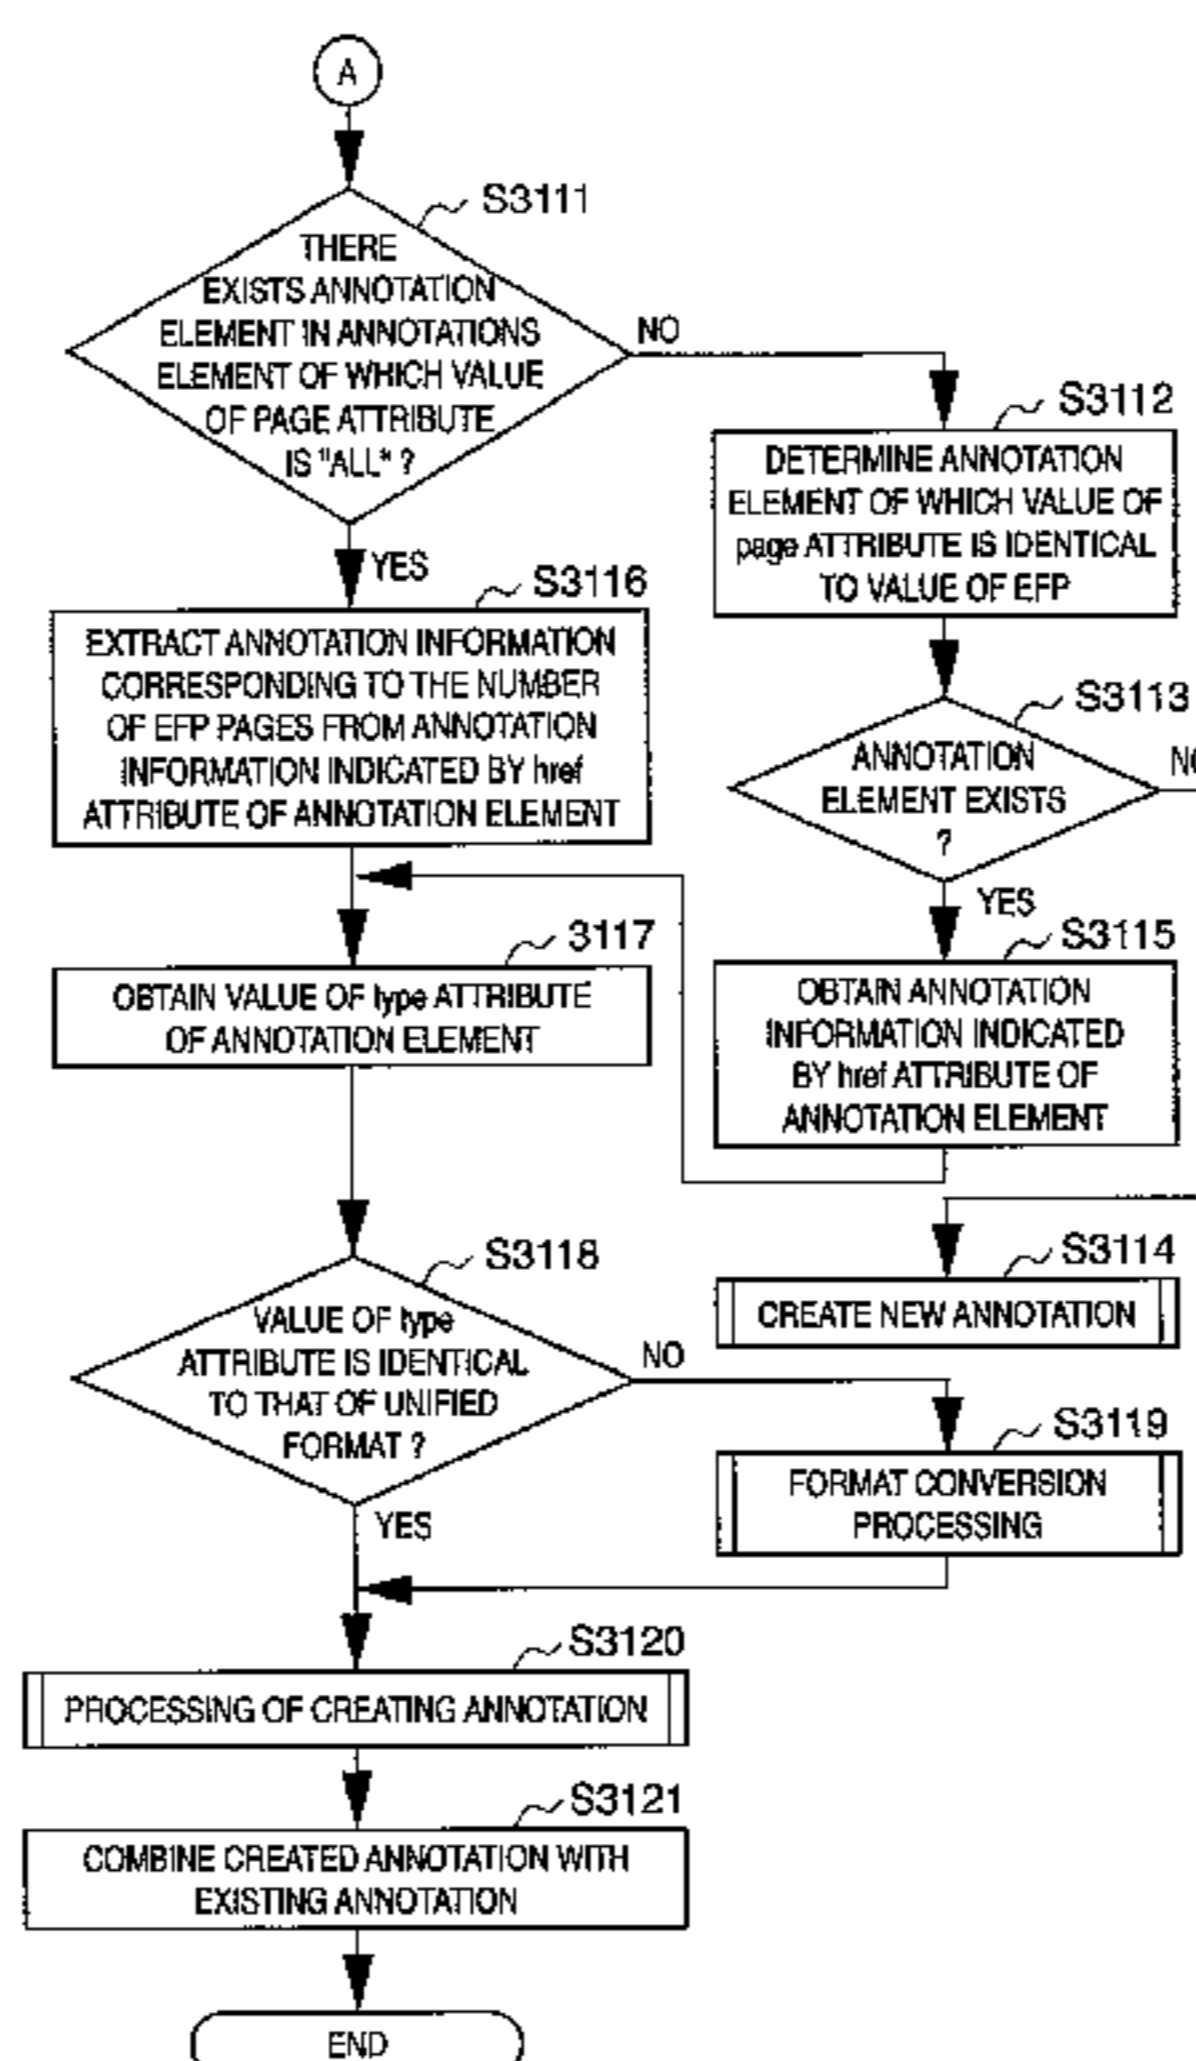 A
S3111
THERE
EXISTS ANNOTATION
ELEMENT IN ANNOTATIONS
ELEMENT OF WHICH VALUE
OF PAGE ATTRIBUTE
IS "ALL" ?
NO
YES
S3112
DETERMINE ANNOTATION
ELEMENT OF WHICH VALUE OF
page ATTRIBUTE IS IDENTICAL
TO VALUE OF EFP
S3116
EXTRACT ANNOTATION INFORMATION
CORRESPONDING TO THE NUMBER
OF EFP PAGES FROM ANNOTATION
INFORMATION INDICATED BY href
ATTRIBUTE OF ANNOTATION ELEMENT
S3113
ANNOTATION
ELEMENT EXISTS
?
YES
3117
OBTAIN VALUE OF type ATTRIBUTE
OF ANNOTATION ELEMENT
S3115
OBTAIN ANNOTATION
INFORMATION INDICATED
BY href ATTRIBUTE OF
ANNOTATION ELEMENT
S3114
CREATE NEW ANNOTATION
S3118
VALUE OF type
ATTRIBUTE IS IDENTICAL
TO THAT OF UNIFIED
FORMAT ?
NO
YES
S3119
FORMAT CONVERSION
PROCESSING
S3120
PROCESSING OF CREATING ANNOTATION
S3121
COMBINE CREATED ANNOTATION WITH
EXISTING ANNOTATION
END